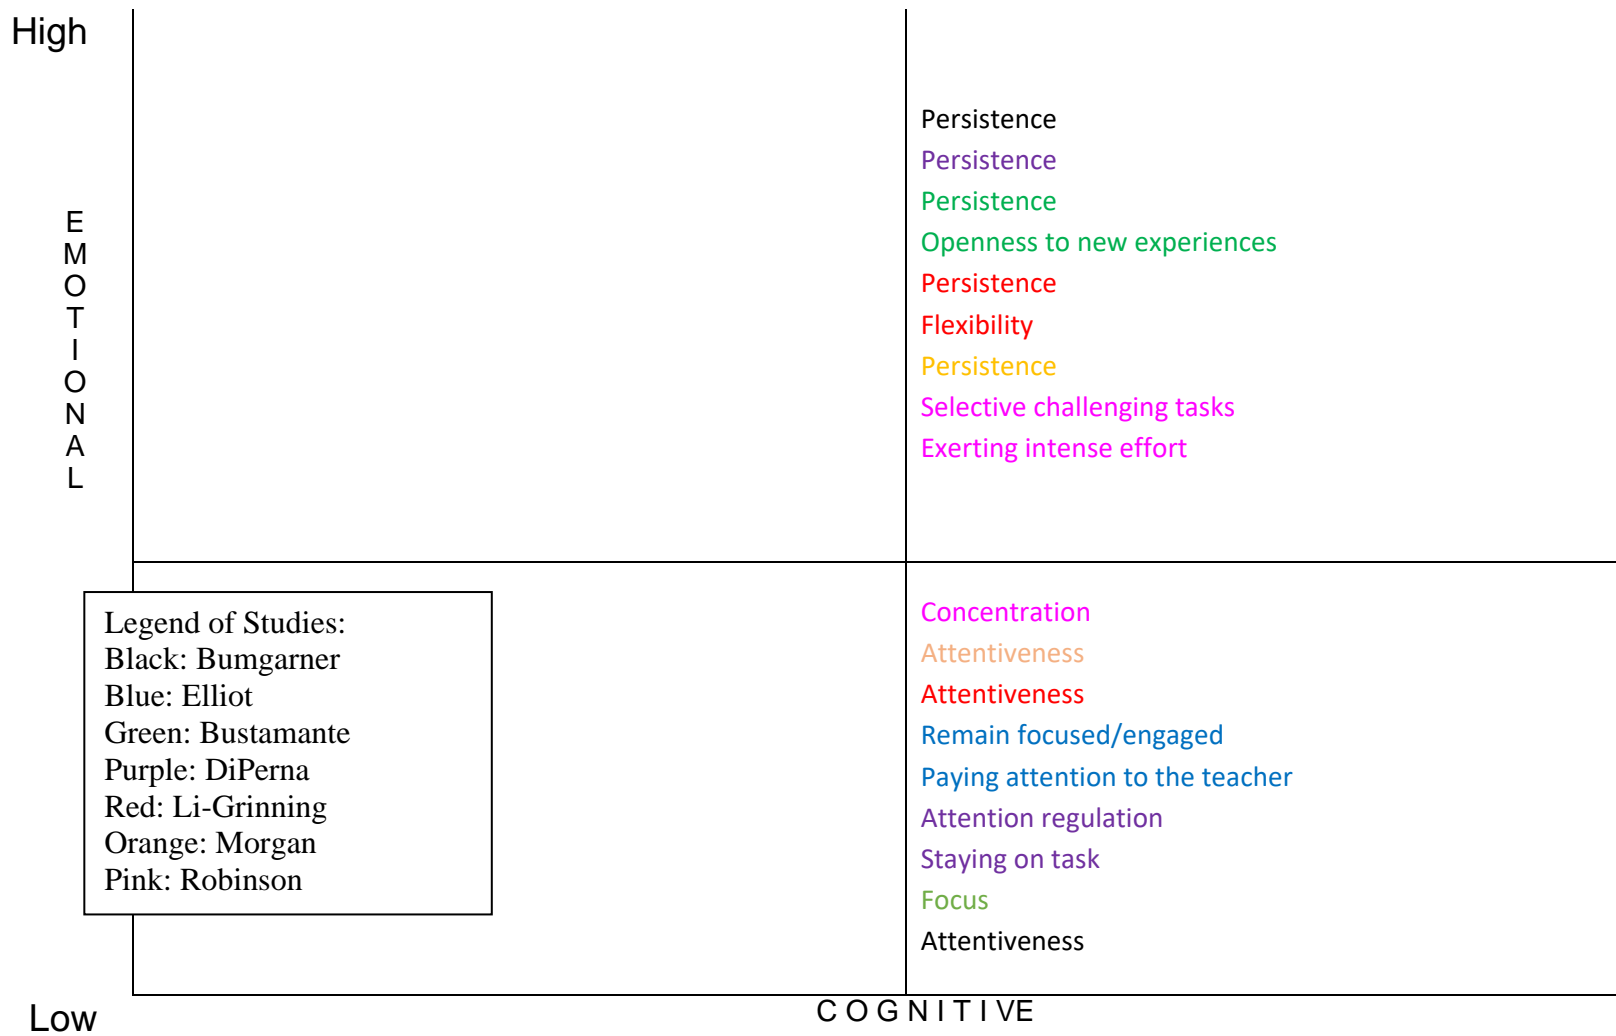 High
EMOTIONAL
Persistence
Persistence
Persistence
Openness to new experiences
Persistence
Flexibility
Persistence
Selective challenging tasks
Exerting intense effort
Legend of Studies:
Black: Bumgarner
Blue: Elliot
Green: Bustamante
Purple: DiPerna
Red: Li-Grinning
Orange: Morgan
Pink: Robinson
Concentration
Attentiveness
Attentiveness
Remain focused/engaged
Paying attention to the teacher
Attention regulation
Staying on task
Focus
Attentiveness
Low
C O G N I T I VE